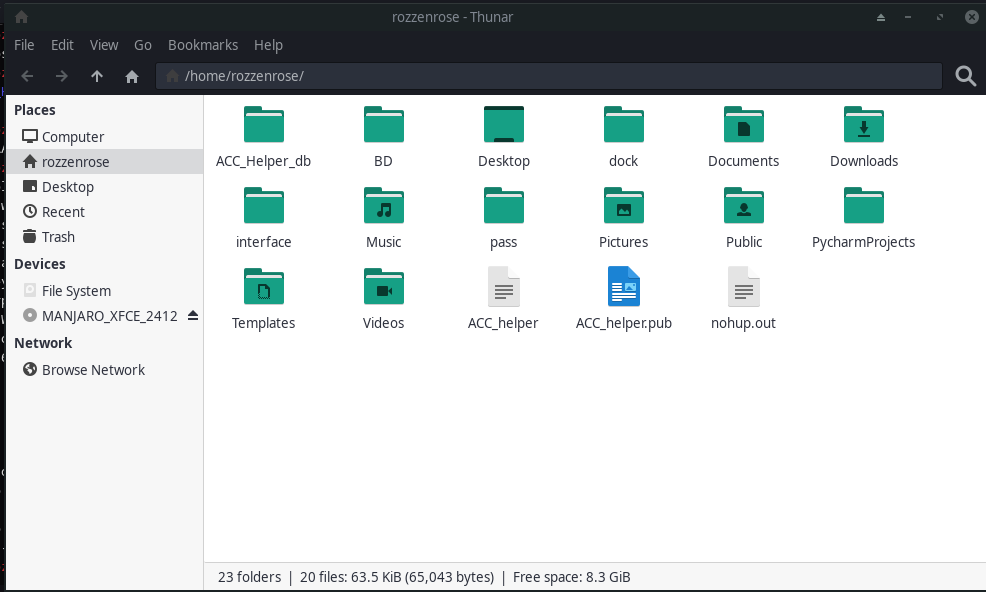 rozzenrose - Thunar
File Edit View Go Bookmarks Help
/home/rozzenrose/
Places
Computer
rozzenrose
Desktop
Recent
Trash
Devices
File System
MANJARO_XFCE_2412
Network
Browse Network
ACC_Helper_db BD Desktop dock Documents Downloads
interface Music pass Pictures Public PycharmProjects
Templates Videos ACC_helper ACC_helper.pub nohup.out
23 folders | 20 files: 63.5 KiB (65,043 bytes) | Free space: 8.3 GiB